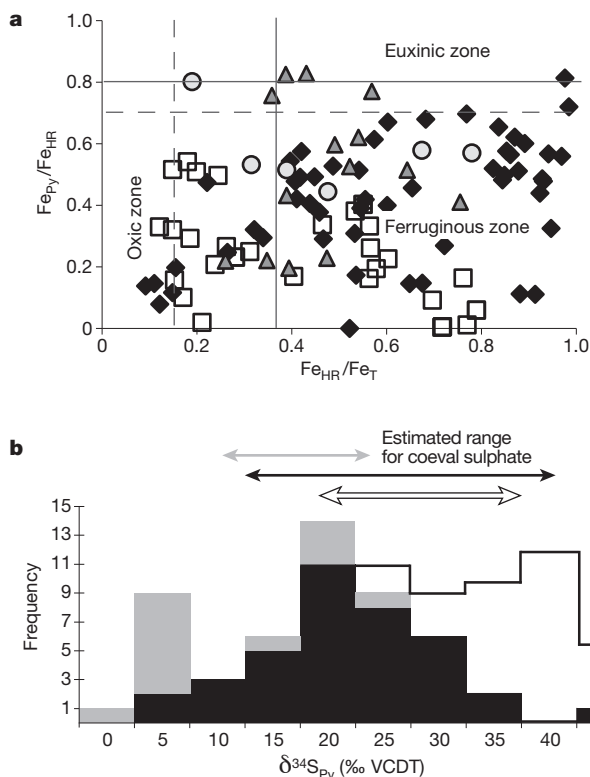 a
Euxinic zone
Ferruginous zone
Oxic zone
1.0
0.8
0.6
0.4
0.2
0
Fe_Py/Fe_HR
0 0.2 0.4 0.6 0.8 1.0
Fe_HR/Fe_T
b
Estimated range
for coeval sulphate
15
13
11
9
7
5
3
1
Frequency
0 5 10 15 20 25 30 35 40
δ³⁴S_Py (‰ VCDT)